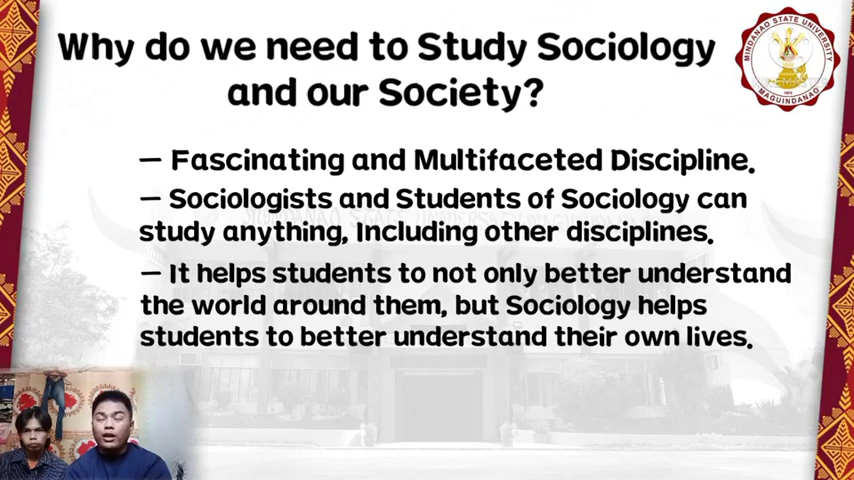 Why do we need to Study Sociology
and our Society?
MINDANAO STATE UNIVERSITY
MAGUINDANAO
— Fascinating and Multifaceted Discipline.
— Sociologists and Students of Sociology can
study anything, Including other disciplines.
— It helps students to not only better understand
the world around them, but Sociology helps
students to better understand their own lives.